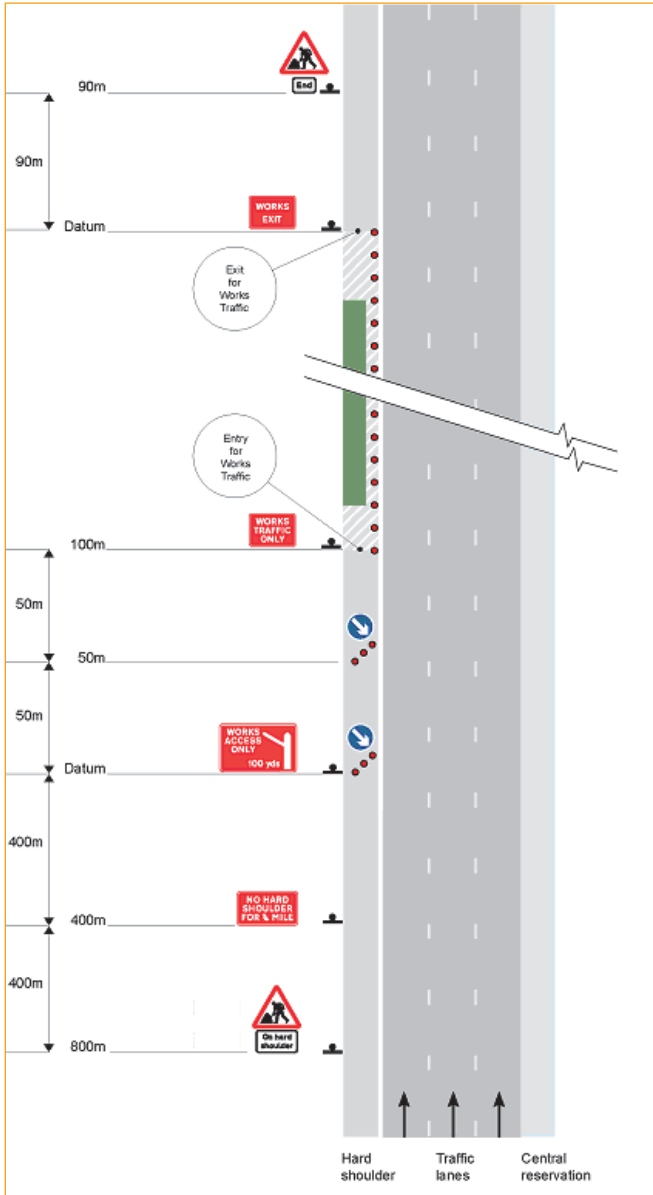 90m
End
90m
WORKS
EXIT
Datum
Exit
for
Works
Traffic
Entry
for
Works
Traffic
WORKS
TRAFFIC
ONLY
100m
50m
50m
50m
WORKS
ACCESS
ONLY
100 yds
Datum
400m
NO HARD
SHOULDER
FOR MILE
400m
400m
On hard
shoulder
800m
Hard
shoulder
Traffic
lanes
Central
reservation